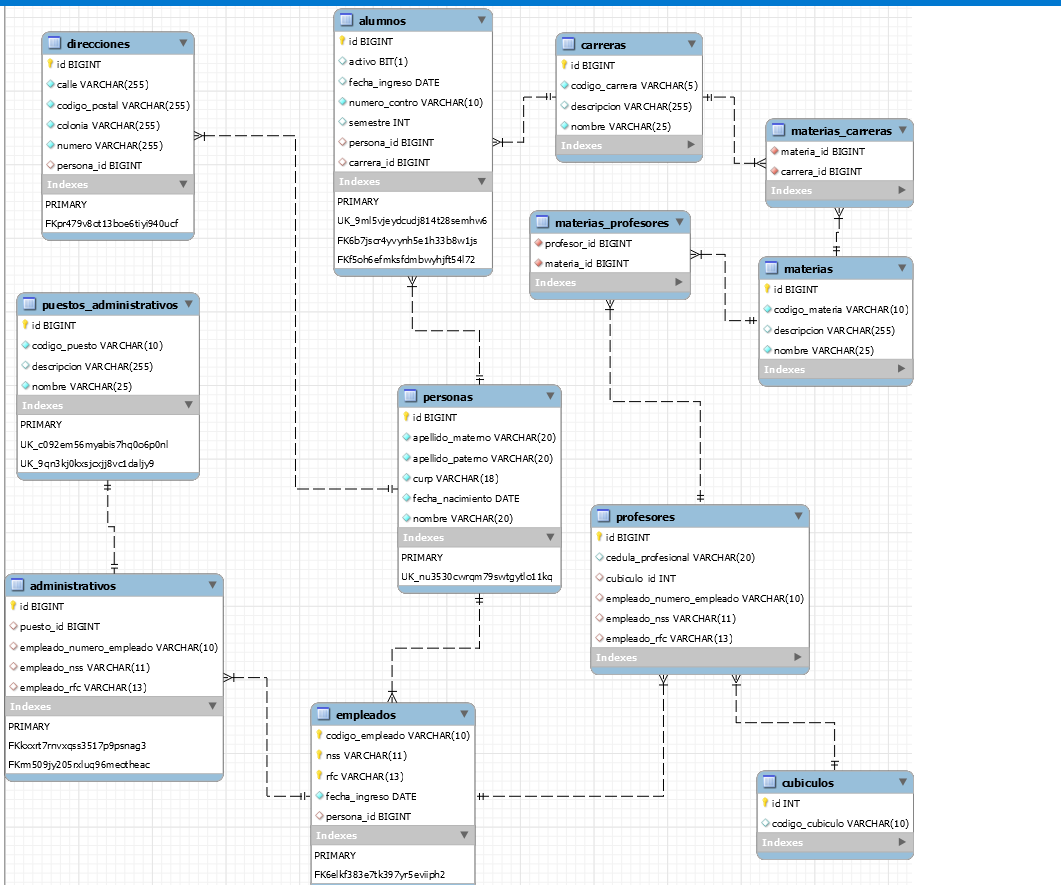 direcciones
id BIGINT
calle VARCHAR(255)
codigo_postal VARCHAR(255)
colonia VARCHAR(255)
numero VARCHAR(255)
persona_id BIGINT
Indexes
PRIMARY
FKpr479v8ct13boe6tiyi940ucf
alumnos
id BIGINT
activo BIT(1)
fecha_ingreso DATE
numero_contro VARCHAR(10)
semestre INT
persona_id BIGINT
carrera_id BIGINT
Indexes
PRIMARY
UK_9ml5vjeydcudj814t28semhw6
FK6b7jscr4yvynh5e1h33b8w1js
FKf5oh6efmksfdmbwyhjft54l72
carreras
id BIGINT
codigo_carrera VARCHAR(5)
descripcion VARCHAR(255)
nombre VARCHAR(25)
Indexes
materias_carreras
materia_id BIGINT
carrera_id BIGINT
Indexes
materias_profesores
profesor_id BIGINT
materia_id BIGINT
Indexes
materias
id BIGINT
codigo_materia VARCHAR(10)
descripcion VARCHAR(255)
nombre VARCHAR(25)
Indexes
puestos_administrativos
id BIGINT
codigo_puesto VARCHAR(10)
descripcion VARCHAR(255)
nombre VARCHAR(25)
Indexes
PRIMARY
UK_c092em56myabis7hq0o6p0nl
UK_9qn3kj0kxsjcxjj8vc1daljy9
personas
id BIGINT
apellido_materno VARCHAR(20)
apellido_paterno VARCHAR(20)
curp VARCHAR(18)
fecha_nacimiento DATE
nombre VARCHAR(20)
Indexes
PRIMARY
UK_nu3530cwrqm79swtgytlo11kq
profesores
id BIGINT
cedula_profesional VARCHAR(20)
cubiculo_id INT
empleado_numero_empleado VARCHAR(10)
empleado_nss VARCHAR(11)
empleado_rfc VARCHAR(13)
Indexes
administrativos
id BIGINT
puesto_id BIGINT
empleado_numero_empleado VARCHAR(10)
empleado_nss VARCHAR(11)
empleado_rfc VARCHAR(13)
Indexes
PRIMARY
FKkxxrt7rnvxqss3517p9psnag3
FKm509jy205rxluq96meotheac
empleados
codigo_empleado VARCHAR(10)
nss VARCHAR(11)
rfc VARCHAR(13)
fecha_ingreso DATE
persona_id BIGINT
Indexes
PRIMARY
FK6elkf383e7tk397yr5eviiph2
cubiculos
id INT
codigo_cubiculo VARCHAR(10)
Indexes